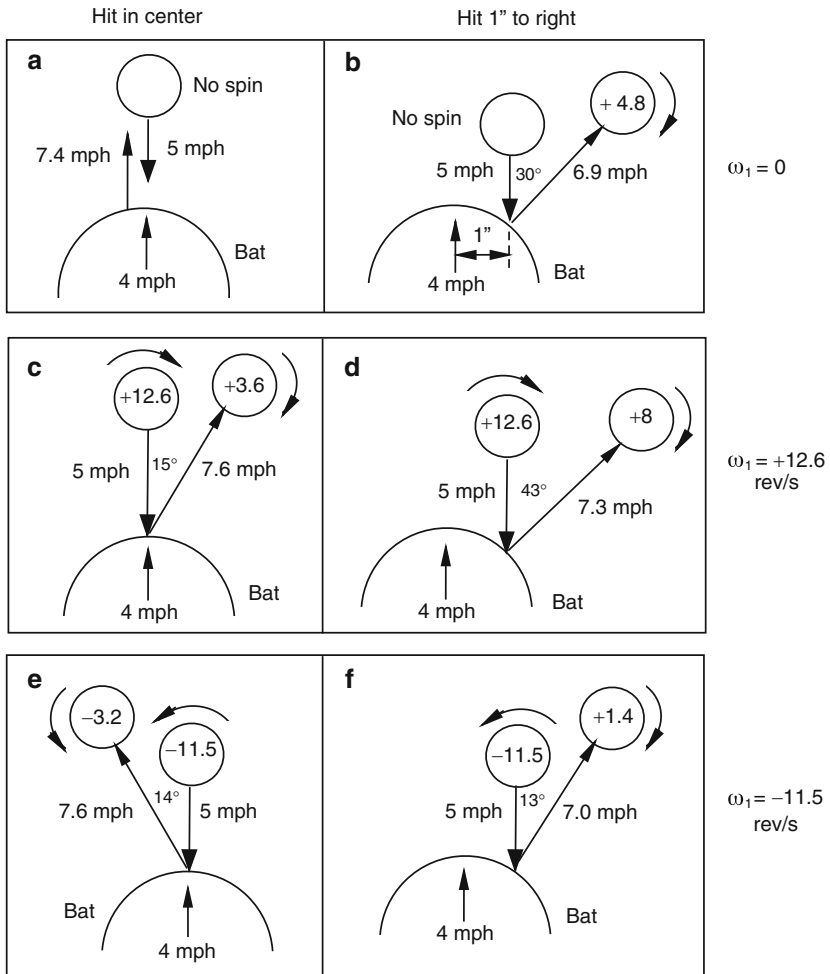 Hit in center
Hit 1” to right
a
No spin
7.4 mph
5 mph
4 mph
Bat
b
+ 4.8
No spin
5 mph
30°
6.9 mph
1”
4 mph
Bat
ω1 = 0
c
+12.6
+3.6
5 mph
15°
7.6 mph
4 mph
Bat
d
+12.6
+8
5 mph
43°
7.3 mph
4 mph
Bat
ω1 = +12.6
rev/s
e
−3.2
−11.5
7.6 mph
14°
5 mph
Bat
4 mph
f
−11.5
+1.4
5 mph
13°
7.0 mph
4 mph
Bat
ω1 = −11.5
rev/s